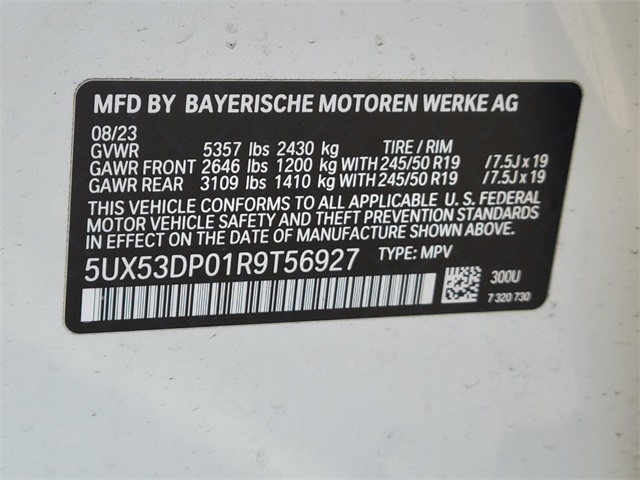 MFD BY BAYERISCHE MOTOREN WERKE AG
08/23
GVWR 5357 lbs 2430 kg TIRE / RIM
GAWR FRONT 2646 lbs 1200 kg WITH 245/50 R19 /7.5J x 19
GAWR REAR 3109 lbs 1410 kg WITH 245/50 R19 /7.5J x 19
THIS VEHICLE CONFORMS TO ALL APPLICABLE U. S. FEDERAL
MOTOR VEHICLE SAFETY AND THEFT PREVENTION STANDARDS
IN EFFECT ON THE DATE OF MANUFACTURE SHOWN ABOVE.
5UX53DP01R9T56927 TYPE: MPV
300U
7 320 730